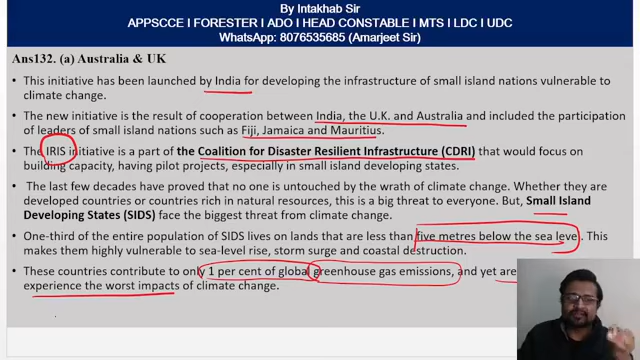 By Intakhab Sir
APPSCCE I FORESTER I ADO I HEAD CONSTABLE I MTS I LDC I UDC
WhatsApp: 8076535685 (Amarjeet Sir)
Ans132. (a) Australia & UK
• This initiative has been launched by India for developing the infrastructure of small island nations vulnerable to
climate change.
• The new initiative is the result of cooperation between India, the U.K. and Australia and included the participation
of leaders of small island nations such as Fiji, Jamaica and Mauritius.
• The IRIS initiative is a part of the Coalition for Disaster Resilient Infrastructure (CDRI) that would focus on
building capacity, having pilot projects, especially in small island developing states.
• The last few decades have proved that no one is untouched by the wrath of climate change. Whether they are
developed countries or countries rich in natural resources, this is a big threat to everyone. But, Small Island
Developing States (SIDS) face the biggest threat from climate change.
• One-third of the entire population of SIDS lives on lands that are less than five metres below the sea level. This
makes them highly vulnerable to sea-level rise, storm surge and coastal destruction.
• These countries contribute to only 1 per cent of global greenhouse gas emissions, and yet are
experience the worst impacts of climate change.